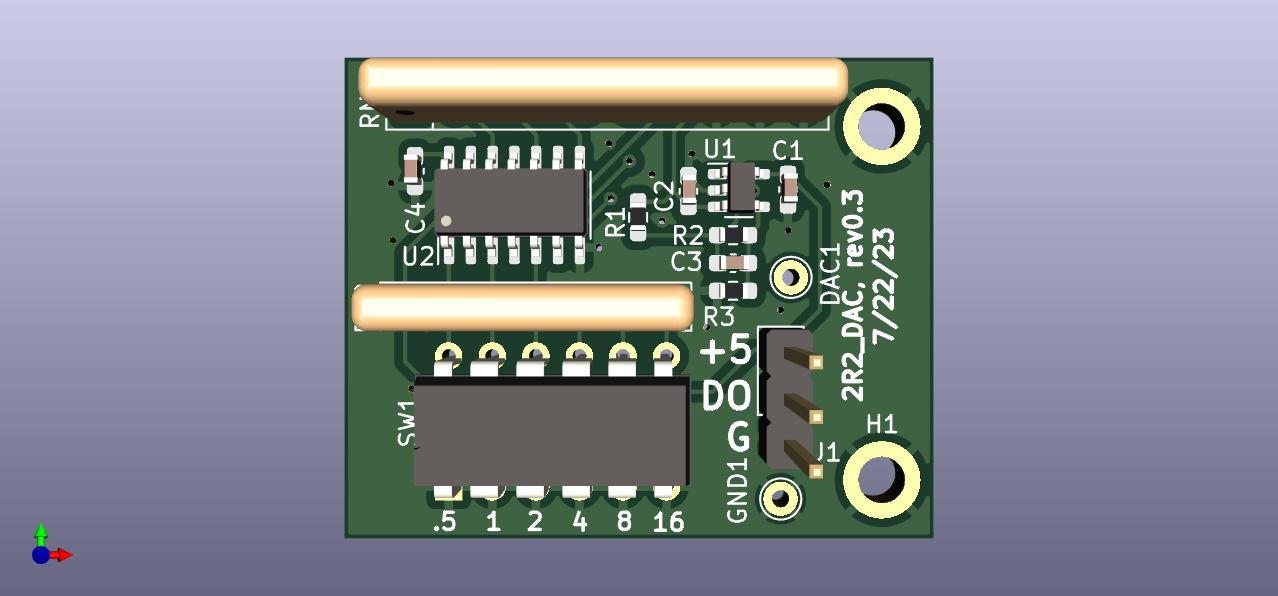 U1
C1
C2
C4
R1
R2
U2
C3
DAC1
R3
2R2_DAC, rev0.3
7/22/23
+5
DO
G
SW1
H1
J1
GND1
.5 1 2 4 8 16